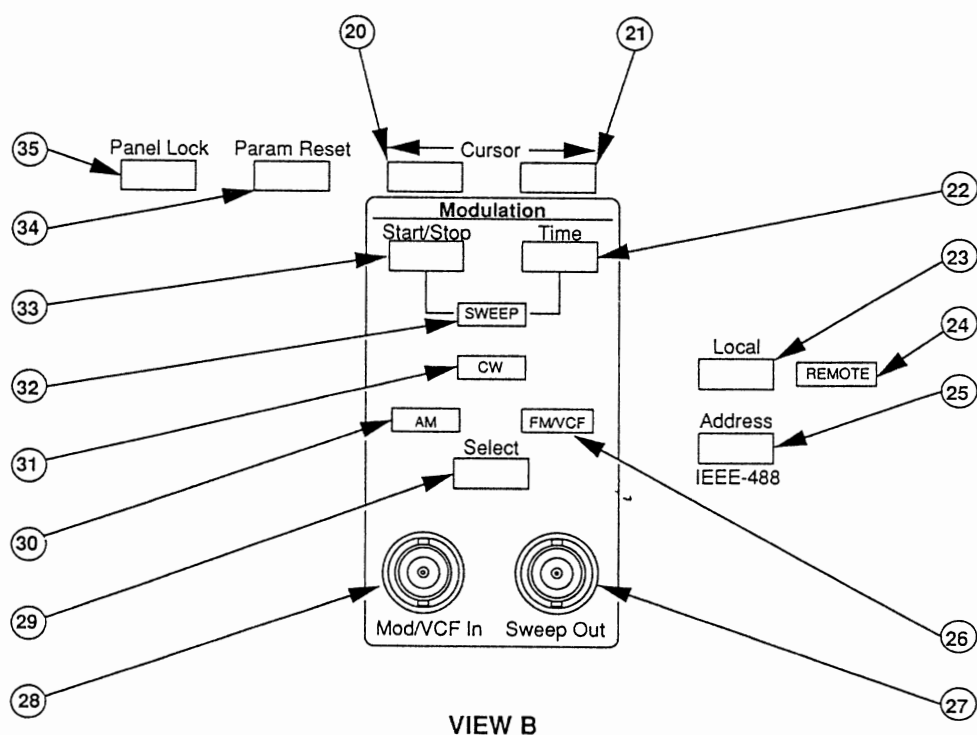 20
21
35
Panel Lock
Param Reset
Cursor
34
Modulation
22
Start/Stop
Time
23
33
SWEEP
24
Local
32
CW
REMOTE
25
AM
FM/VCF
Address
31
Select
IEEE-488
30
29
Mod/VCF In
Sweep Out
26
28
27
VIEW B